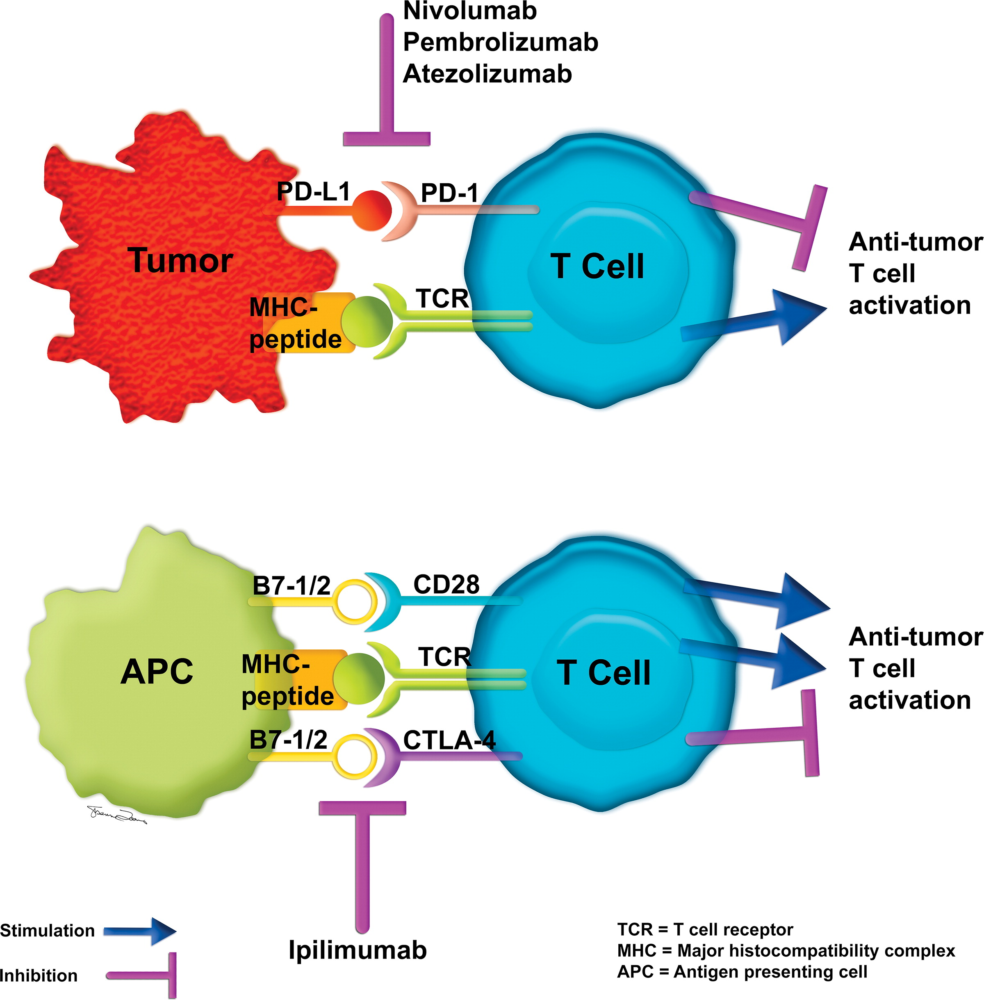 Nivolumab
Pembrolizumab
Atezolizumab
PD-L1
PD-1
Tumor
T Cell
MHC-
peptide
TCR
Anti-tumor
T cell
activation
B7-1/2
CD28
APC
MHC-
peptide
TCR
T Cell
B7-1/2
CTLA-4
Anti-tumor
T cell
activation
Ipilimumab
Stimulation
Inhibition
TCR = T cell receptor
MHC = Major histocompatibility complex
APC = Antigen presenting cell